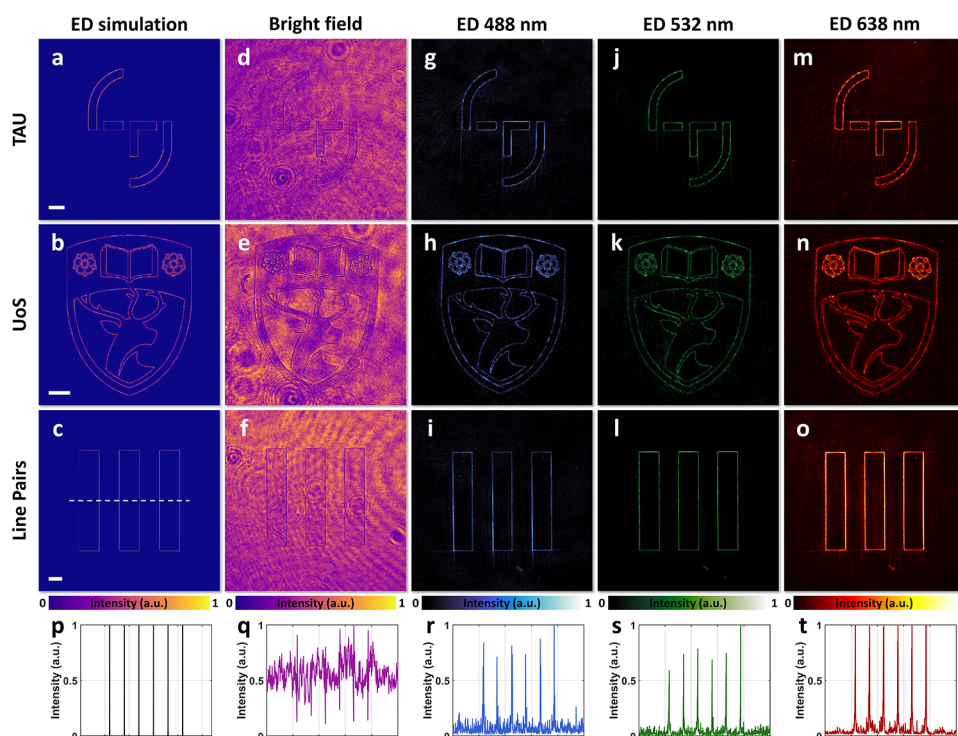 ED simulation Bright field ED 488 nm ED 532 nm ED 638 nm
TAU a d g j m
UoS b e h k n
Line Pairs c f i l o
0 Intensity (a.u.) 1 0 Intensity (a.u.) 1 0 Intensity (a.u.) 1 0 Intensity (a.u.) 1 0 Intensity (a.u.) 1
p q r s t
Intensity (a.u.) 1 0.5 0 Intensity (a.u.) 1 0.5 0 Intensity (a.u.) 1 0.5 0 Intensity (a.u.) 1 0.5 0 Intensity (a.u.) 1 0.5 0